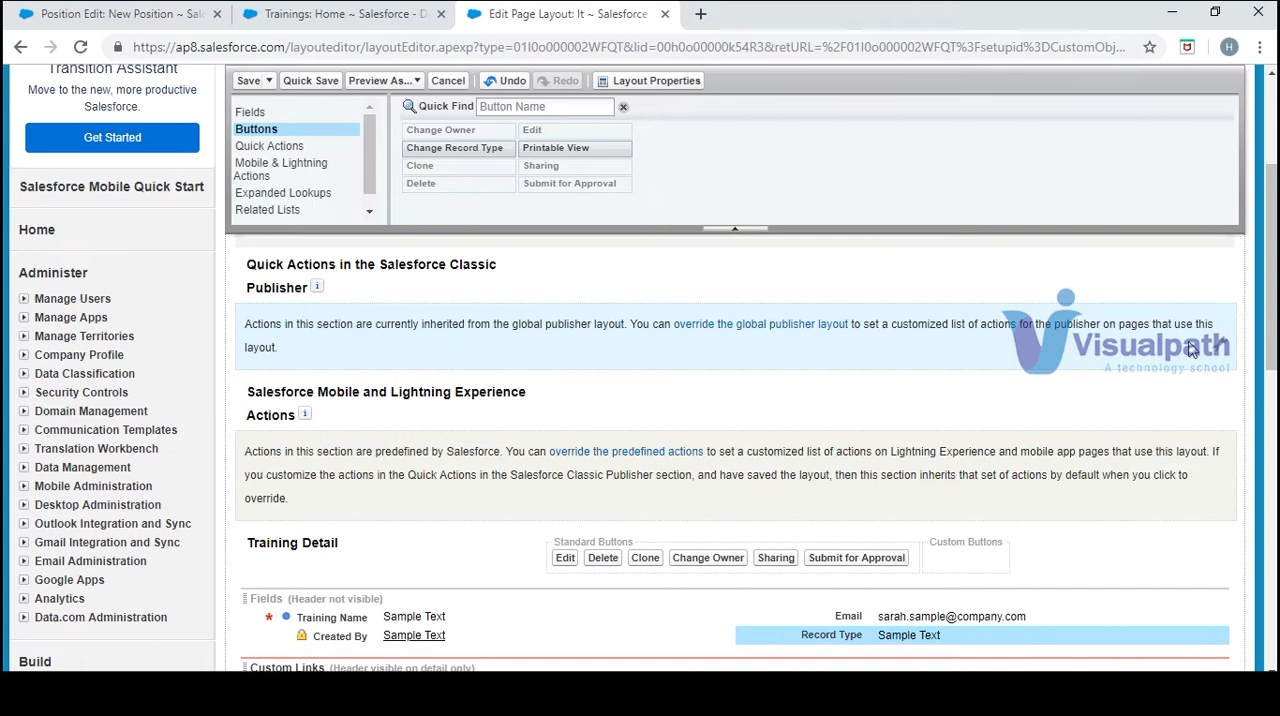 Position Edit: New Position ~ Sal
Trainings: Home ~ Salesforce - D
Edit Page Layout: It ~ Salesforce
https://ap8.salesforce.com/layouteditor/layoutEditor.apexp?type=01I0o000002WFQT&lid=00h0o00000k54R3&retURL=%2F01I0o000002WFQT%3Fsetupid%3DCustomObj...
H
Transition Assistant
Move to the new, more productive
Salesforce.
Get Started
Salesforce Mobile Quick Start
Home
Administer
Manage Users
Manage Apps
Manage Territories
Company Profile
Data Classification
Security Controls
Domain Management
Communication Templates
Translation Workbench
Data Management
Mobile Administration
Desktop Administration
Outlook Integration and Sync
Gmail Integration and Sync
Email Administration
Google Apps
Analytics
Data.com Administration
Build
Save
Quick Save
Preview As...
Cancel
Undo
Redo
Layout Properties
Fields
Buttons
Quick Actions
Mobile & Lightning
Actions
Expanded Lookups
Related Lists
Quick Find
Button Name
Change Owner
Edit
Change Record Type
Printable View
Clone
Sharing
Delete
Submit for Approval
Quick Actions in the Salesforce Classic
Publisher
Actions in this section are currently inherited from the global publisher layout. You can override the global publisher layout to set a customized list of actions for the publisher on pages that use this
layout.
Visualpath
A technology school
Salesforce Mobile and Lightning Experience
Actions
Actions in this section are predefined by Salesforce. You can override the predefined actions to set a customized list of actions on Lightning Experience and mobile app pages that use this layout. If
you customize the actions in the Quick Actions in the Salesforce Classic Publisher section, and have saved the layout, then this section inherits that set of actions by default when you click to
override.
Training Detail
Standard Buttons
Edit
Delete
Clone
Change Owner
Sharing
Submit for Approval
Custom Buttons
Fields (Header not visible)
* Training Name Sample Text
Email sarah.sample@company.com
Created By Sample Text
Record Type Sample Text
Custom Links (Header visible on detail only)